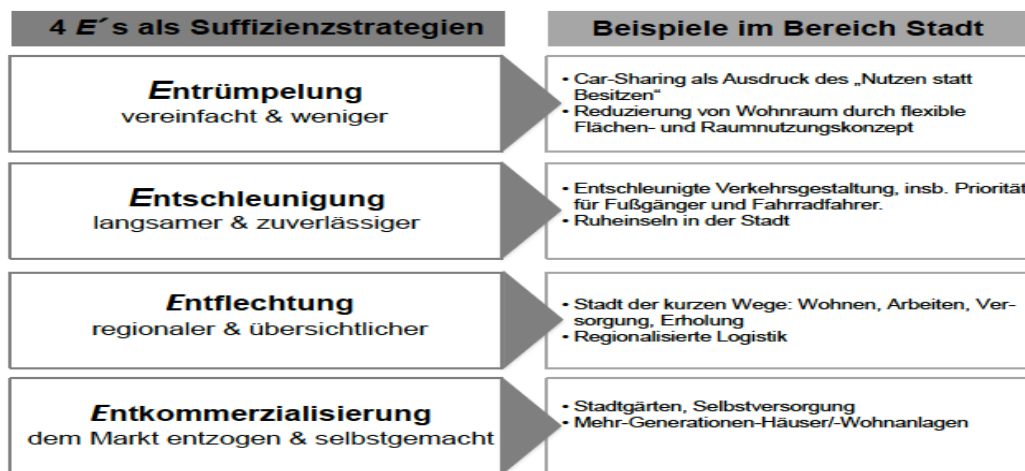 4 E´s als Suffizienzstrategien
Beispiele im Bereich Stadt
Entrümpelung
vereinfacht & weniger
• Car-Sharing als Ausdruck des „Nutzen statt
Besitzen“
• Reduzierung von Wohnraum durch flexible
Flächen- und Raumnutzungskonzept
Entschleunigung
langsamer & zuverlässiger
• Entschleunigte Verkehrsgestaltung, insb. Priorität
für Fußgänger und Fahrradfahrer.
• Ruheinseln in der Stadt
Entflechtung
regionaler & übersichtlicher
• Stadt der kurzen Wege: Wohnen, Arbeiten, Ver-
sorgung, Erholung
• Regionalisierte Logistik
Entkommerzialisierung
dem Markt entzogen & selbstgemacht
• Stadtgärten, Selbstversorgung
• Mehr-Generationen-Häuser/-Wohnanlagen